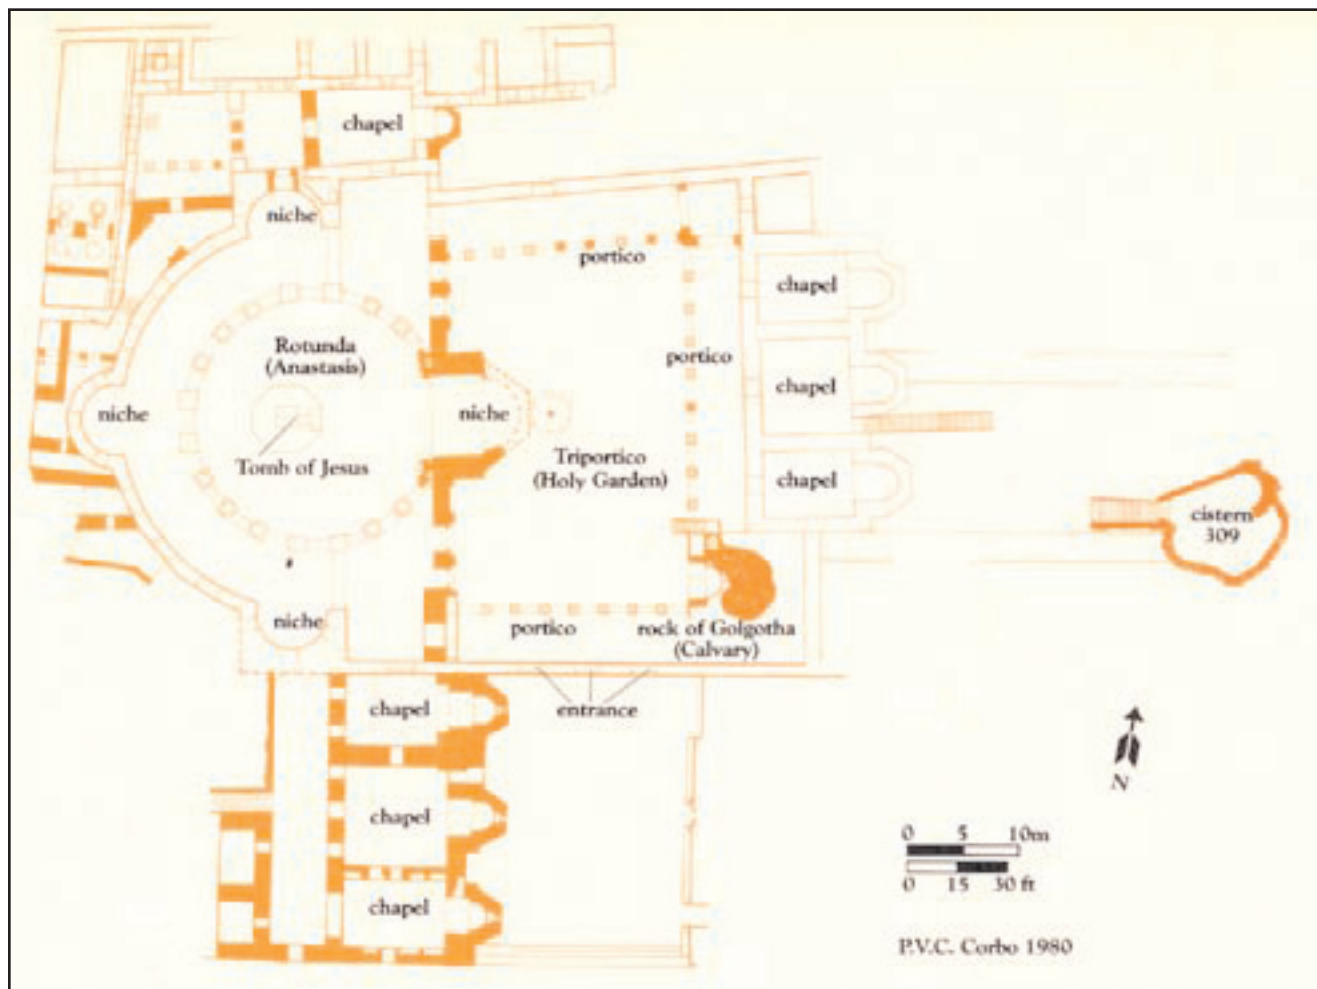 chapel
niche
portico
chapel
Rotunda
(Anastasis)
portico
chapel
niche
niche
Tomb of Jesus
Triportico
(Holy Garden)
chapel
cistern
309
niche
portico
rock of Golgotha
(Calvary)
chapel
entrance
N
chapel
0 5 10m
0 15 30 ft
chapel
P.V.C. Corbo 1980